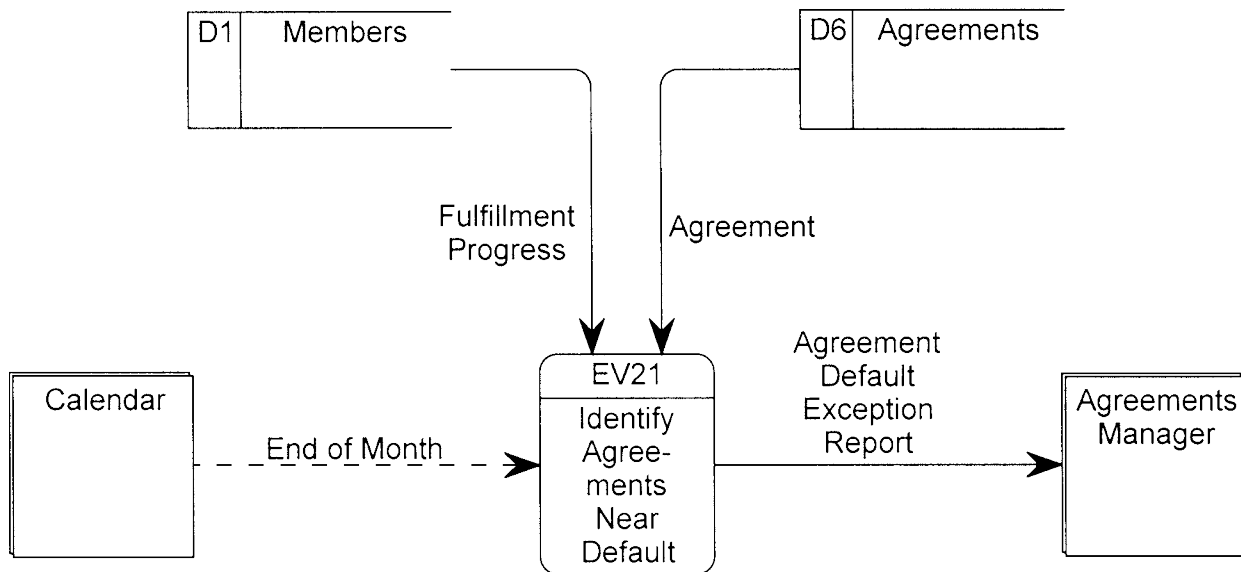 D1 Members
D6 Agreements
Fulfillment
Progress
Agreement
Calendar
End of Month
EV21
Identify
Agree-
ments
Near
Default
Agreement
Default
Exception
Report
Agreements
Manager